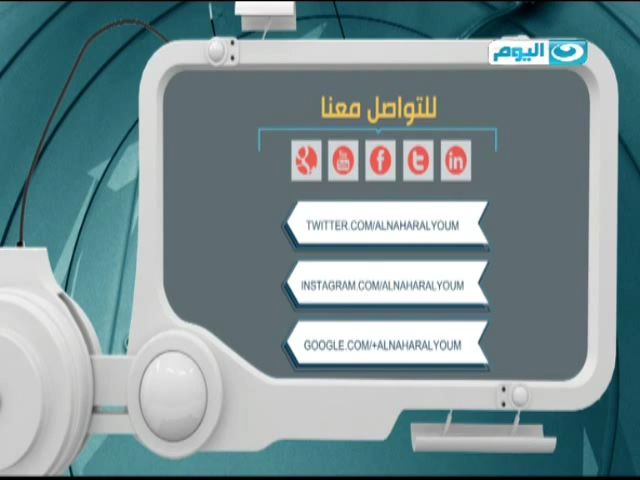 اليوم
للتواصل معنا
TWITTER.COM/ALNAHARALYOUM
INSTAGRAM.COM/ALNAHARALYOUM
GOOGLE.COM/+ALNAHARALYOUM